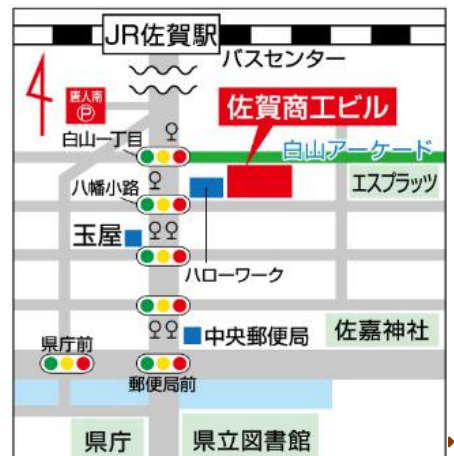 JR佐賀駅
バスセンター
唐人南
P
佐賀商工ビル
白山一丁目
白山アーケード
エスプラッツ
八幡小路
玉屋
ハローワーク
中央郵便局
佐嘉神社
県庁前
郵便局前
県庁
県立図書館